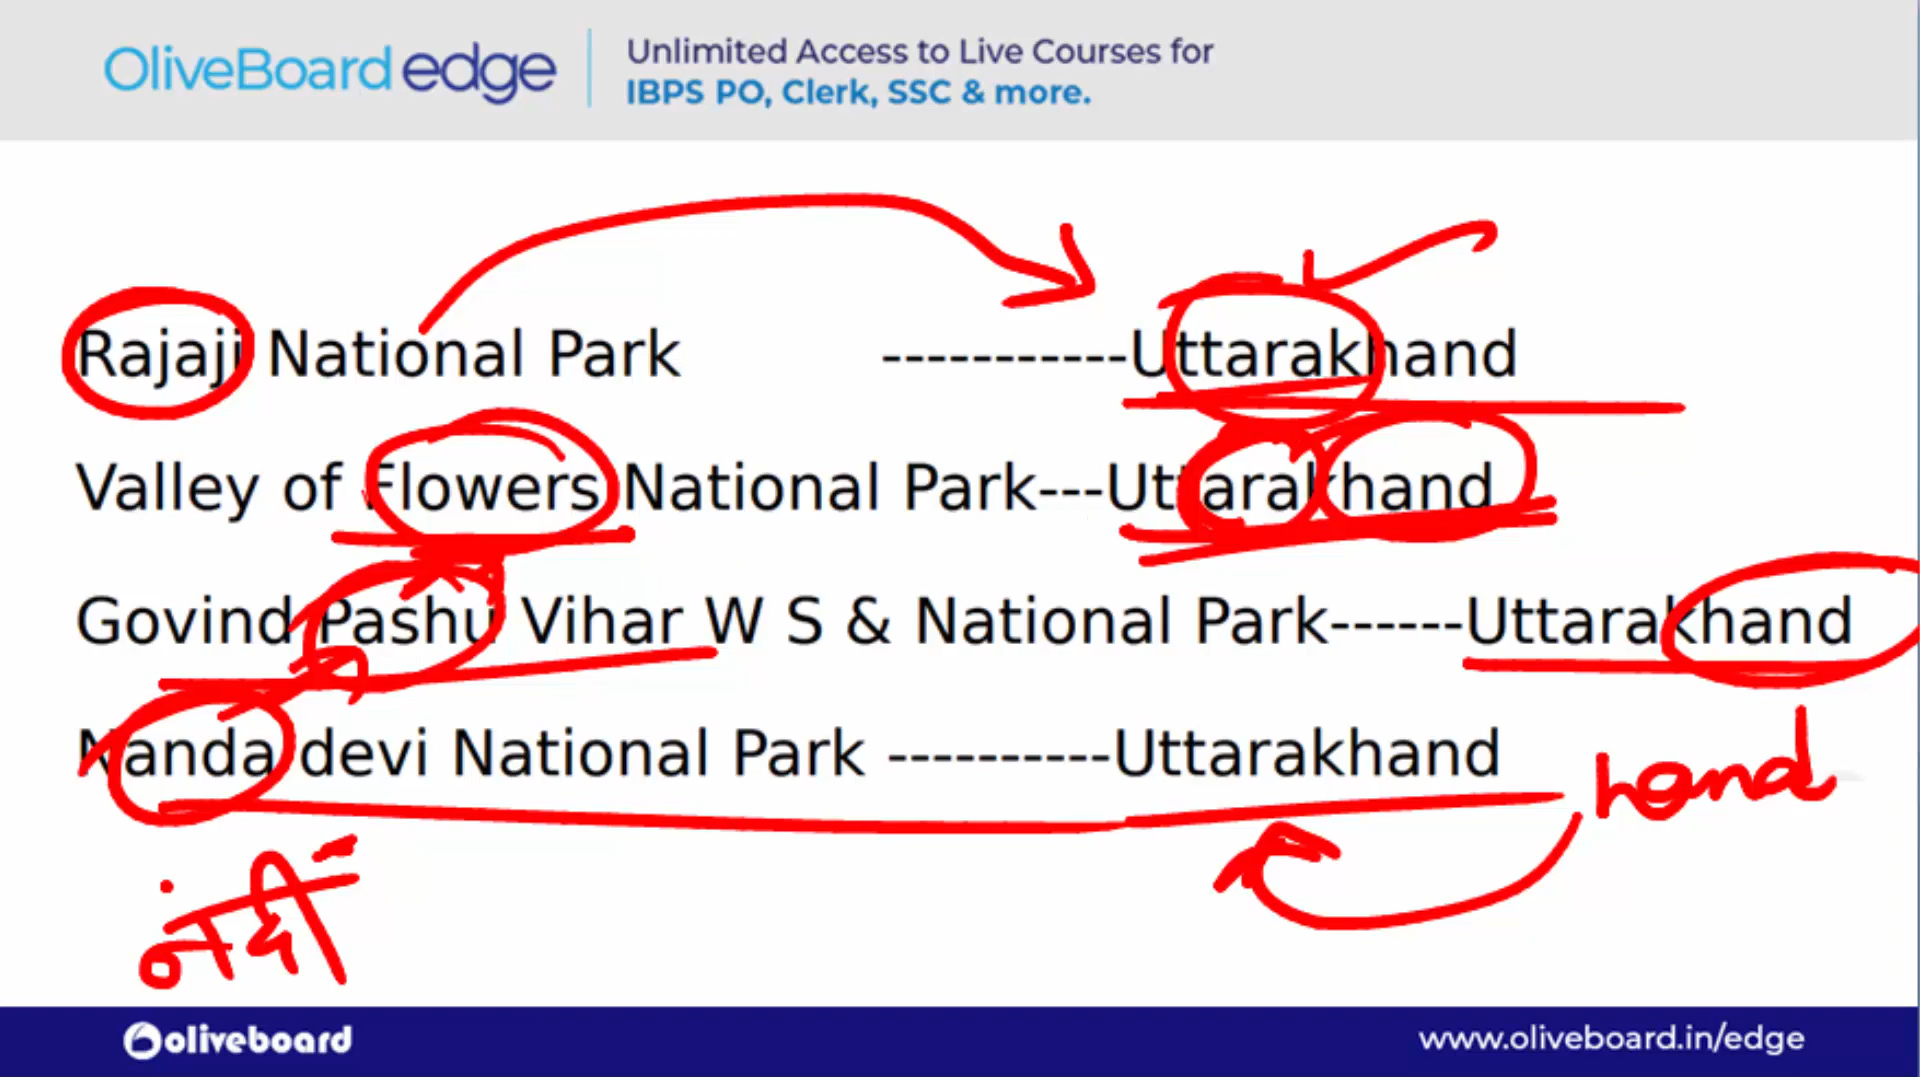 OliveBoard edge
Unlimited Access to Live Courses for
IBPS PO, Clerk, SSC & more.
Rajaji National Park -----------Uttarakhand
Valley of Flowers National Park---Uttarakhand
Govind Pashu Vihar W S & National Park------Uttarakhand
Nanda devi National Park ----------Uttarakhand
hand
oliveboard
www.oliveboard.in/edge